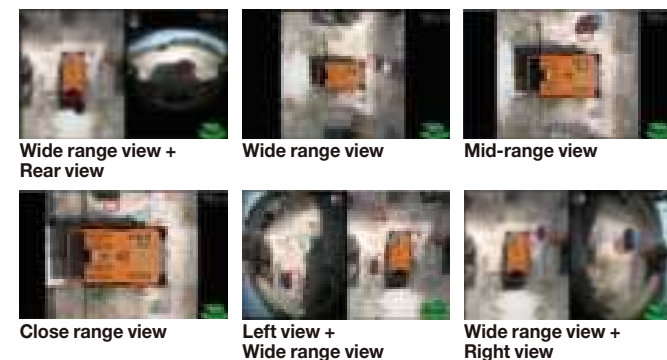 Wide range view +
Rear view
Wide range view
Mid-range view
Close range view
Left view +
Wide range view
Wide range view +
Right view